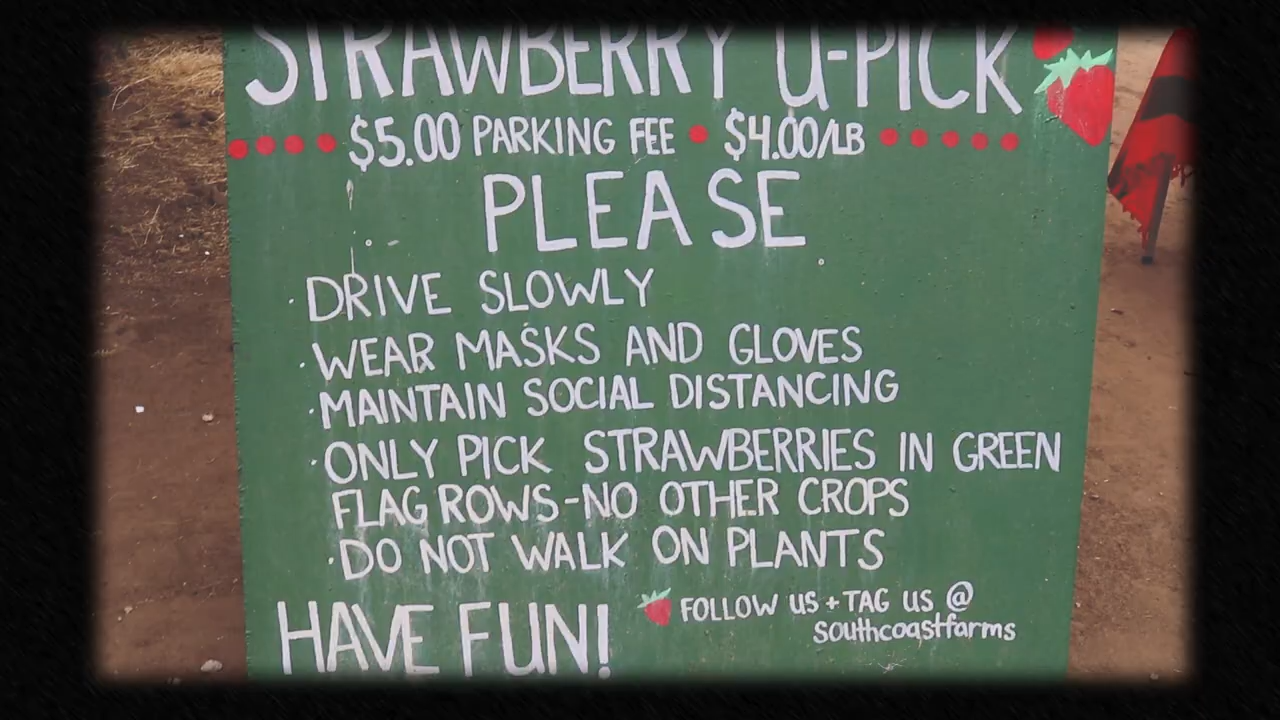 STRAWBERRY U-PICK
$5.00 PARKING FEE • $4.00/LB
PLEASE
· DRIVE SLOWLY
· WEAR MASKS AND GLOVES
· MAINTAIN SOCIAL DISTANCING
· ONLY PICK STRAWBERRIES IN GREEN
FLAG ROWS-NO OTHER CROPS
· DO NOT WALK ON PLANTS
HAVE FUN!
FOLLOW US + TAG US @
southcoastfarms